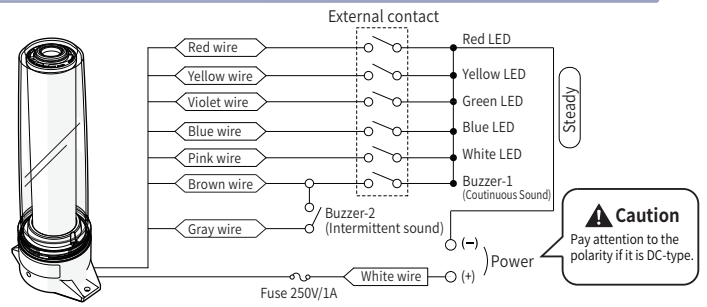 External contact
Red wire
Red LED
Yellow wire
Yellow LED
Violet wire
Green LED
Blue wire
Blue LED
Pink wire
White LED
Brown wire
Buzzer-1
(Coutinuous Sound)
Steady
Buzzer-2
(Intermittent sound)
Gray wire
(−)
Power
(+)
White wire
Fuse 250V/1A
Caution
Pay attention to the
polarity if it is DC-type.